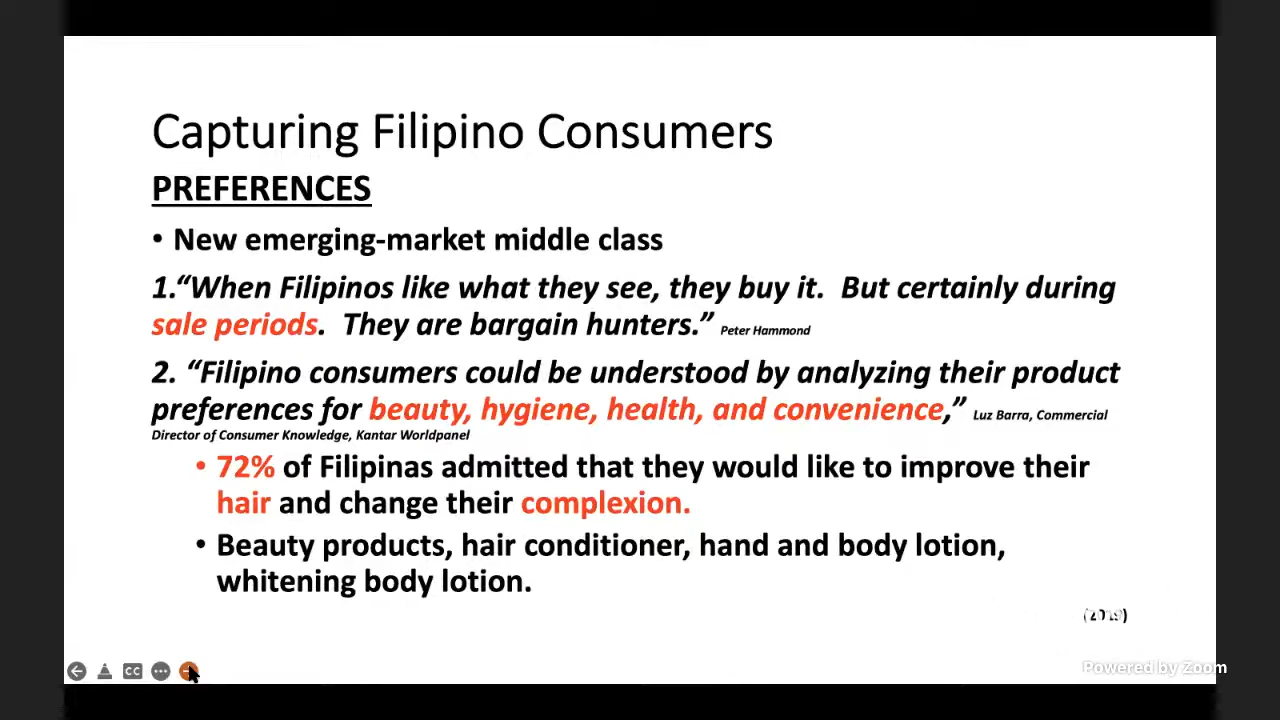 Capturing Filipino Consumers
PREFERENCES
• New emerging-market middle class
1.“When Filipinos like what they see, they buy it.  But certainly during
sale periods.  They are bargain hunters.” Peter Hammond
2. “Filipino consumers could be understood by analyzing their product
preferences for beauty, hygiene, health, and convenience,” Luz Barra, Commercial
Director of Consumer Knowledge, Kantar Worldpanel
• 72% of Filipinas admitted that they would like to improve their
hair and change their complexion.
• Beauty products, hair conditioner, hand and body lotion,
whitening body lotion.
(2019)
CC
Powered by Zoom